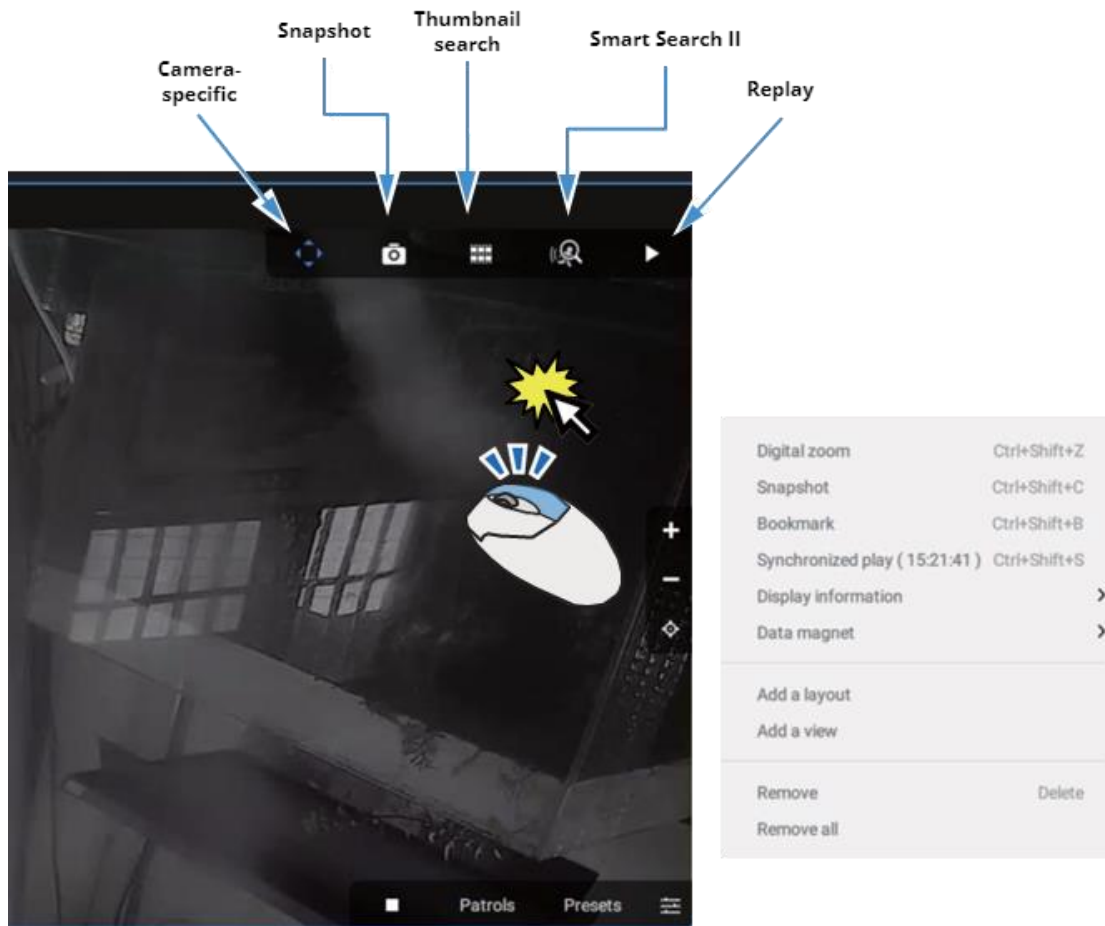 Snapshot
Thumbnail
search
Smart Search II
Camera-
specific
Replay
Patrols
Presets
Digital zoom Ctrl+Shift+Z
Snapshot Ctrl+Shift+C
Bookmark Ctrl+Shift+B
Synchronized play ( 15:21:41 ) Ctrl+Shift+S
Display information
Data magnet
Add a layout
Add a view
Remove Delete
Remove all